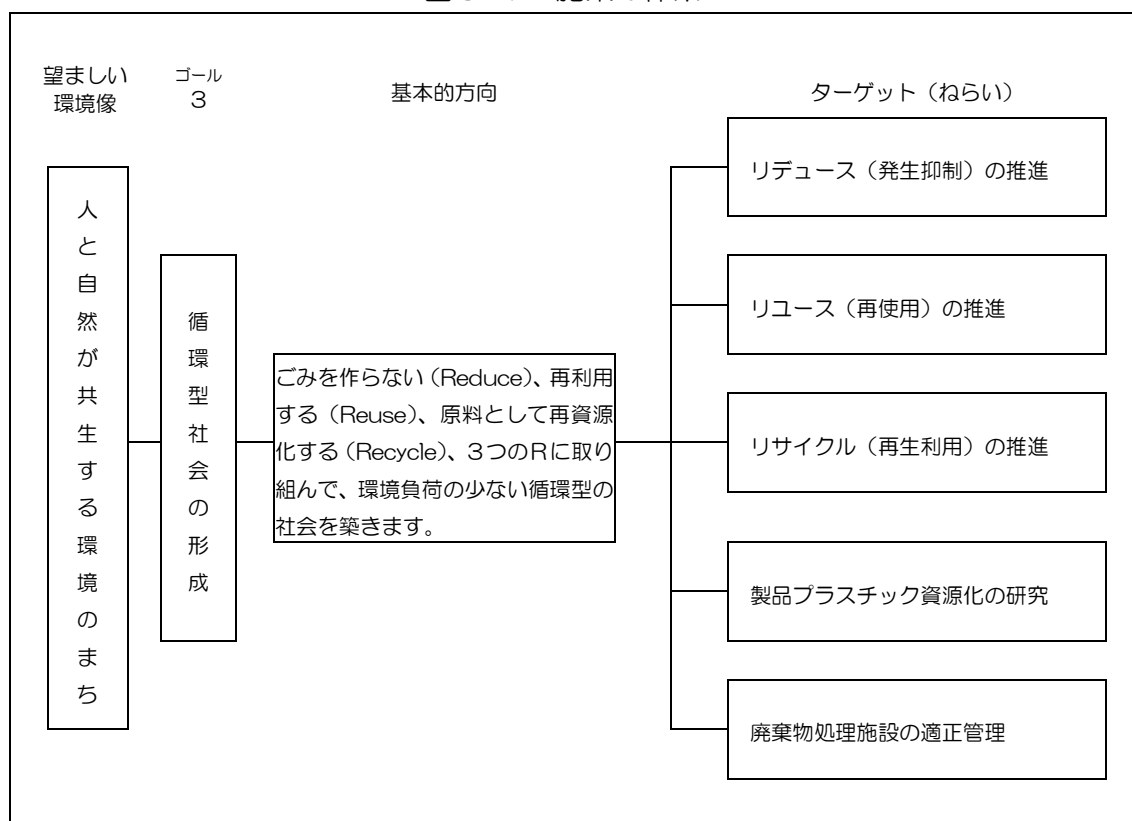 望ましい
環境像
ゴール
3
基本的方向
ターゲット（ねらい）
人と自然が共生する環境のまち
循環型社会の形成
ごみを作らない（Reduce）、再利用
する（Reuse）、原料として再資源
化する（Recycle）、３つのＲに取り
組んで、環境負荷の少ない循環型の
社会を築きます。
リデュース（発生抑制）の推進
リユース（再使用）の推進
リサイクル（再生利用）の推進
製品プラスチック資源化の研究
廃棄物処理施設の適正管理